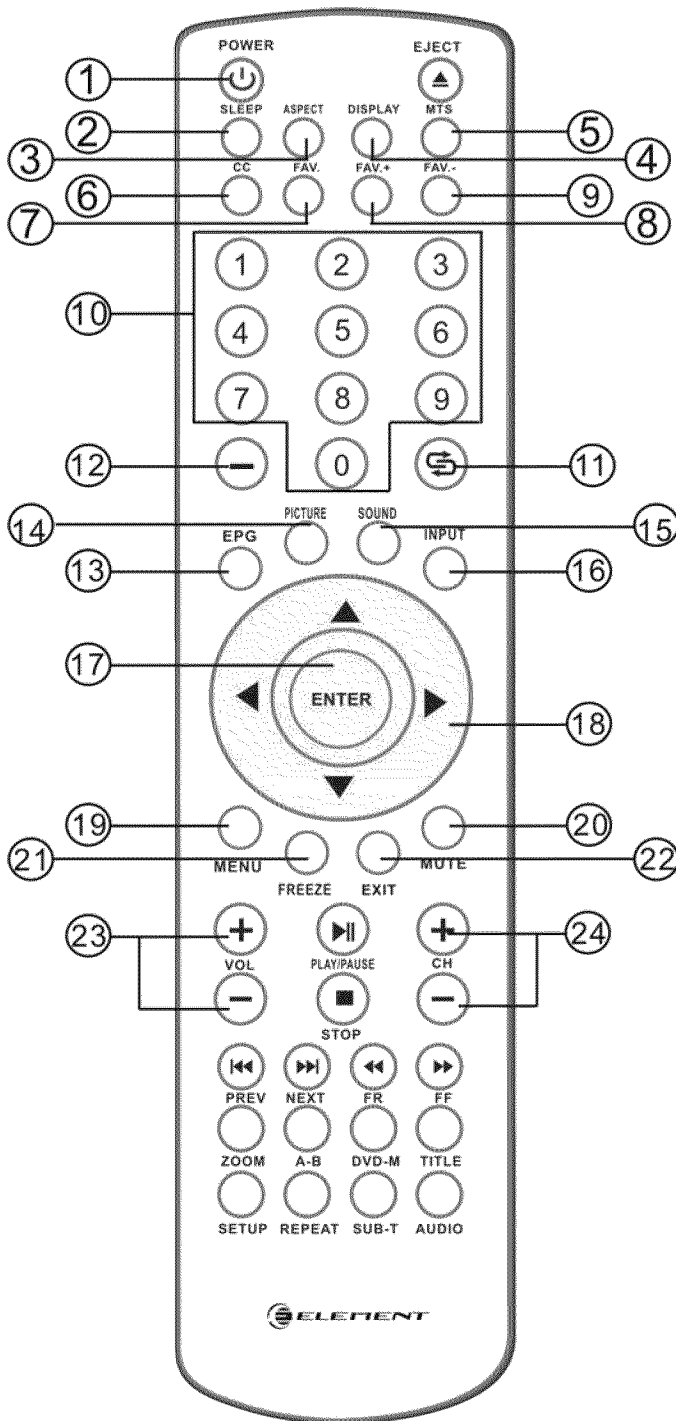 POWER EJECT
①
SLEEP ASPECT DISPLAY MTS
② ⑤
③ ④
CC FAV. FAV.+ FAV.-
⑥ ⑨
⑦ ⑧
1 2 3
⑩
4 5 6
7 8 9
⑫ 0 ⑪
PICTURE SOUND
⑭ ⑮
EPG INPUT
⑬ ⑯
⑰
ENTER
⑱
⑲ ⑳
MENU MUTE
㉑ ㉒
FREEZE EXIT
㉓ ㉔
VOL PLAY/PAUSE CH
STOP
PREV NEXT FR FF
ZOOM A-B DVD-M TITLE
SETUP REPEAT SUB-T AUDIO
ELEMENT